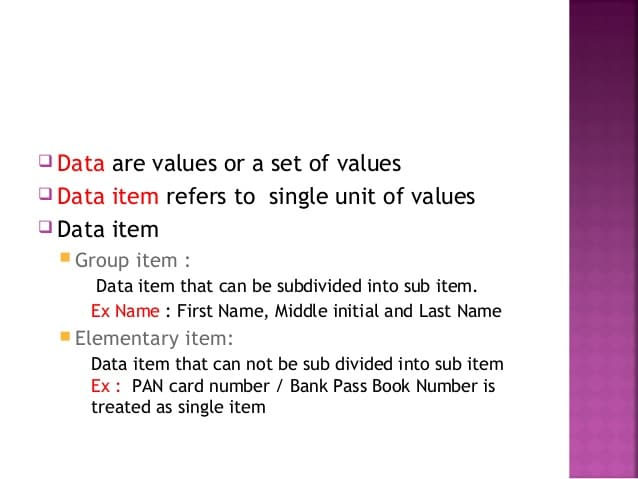 Data are values or a set of values
Data item refers to single unit of values
Data item
Group item :
Data item that can be subdivided into sub item.
Ex Name : First Name, Middle initial and Last Name
Elementary item:
Data item that can not be sub divided into sub item
Ex : PAN card number / Bank Pass Book Number is
treated as single item